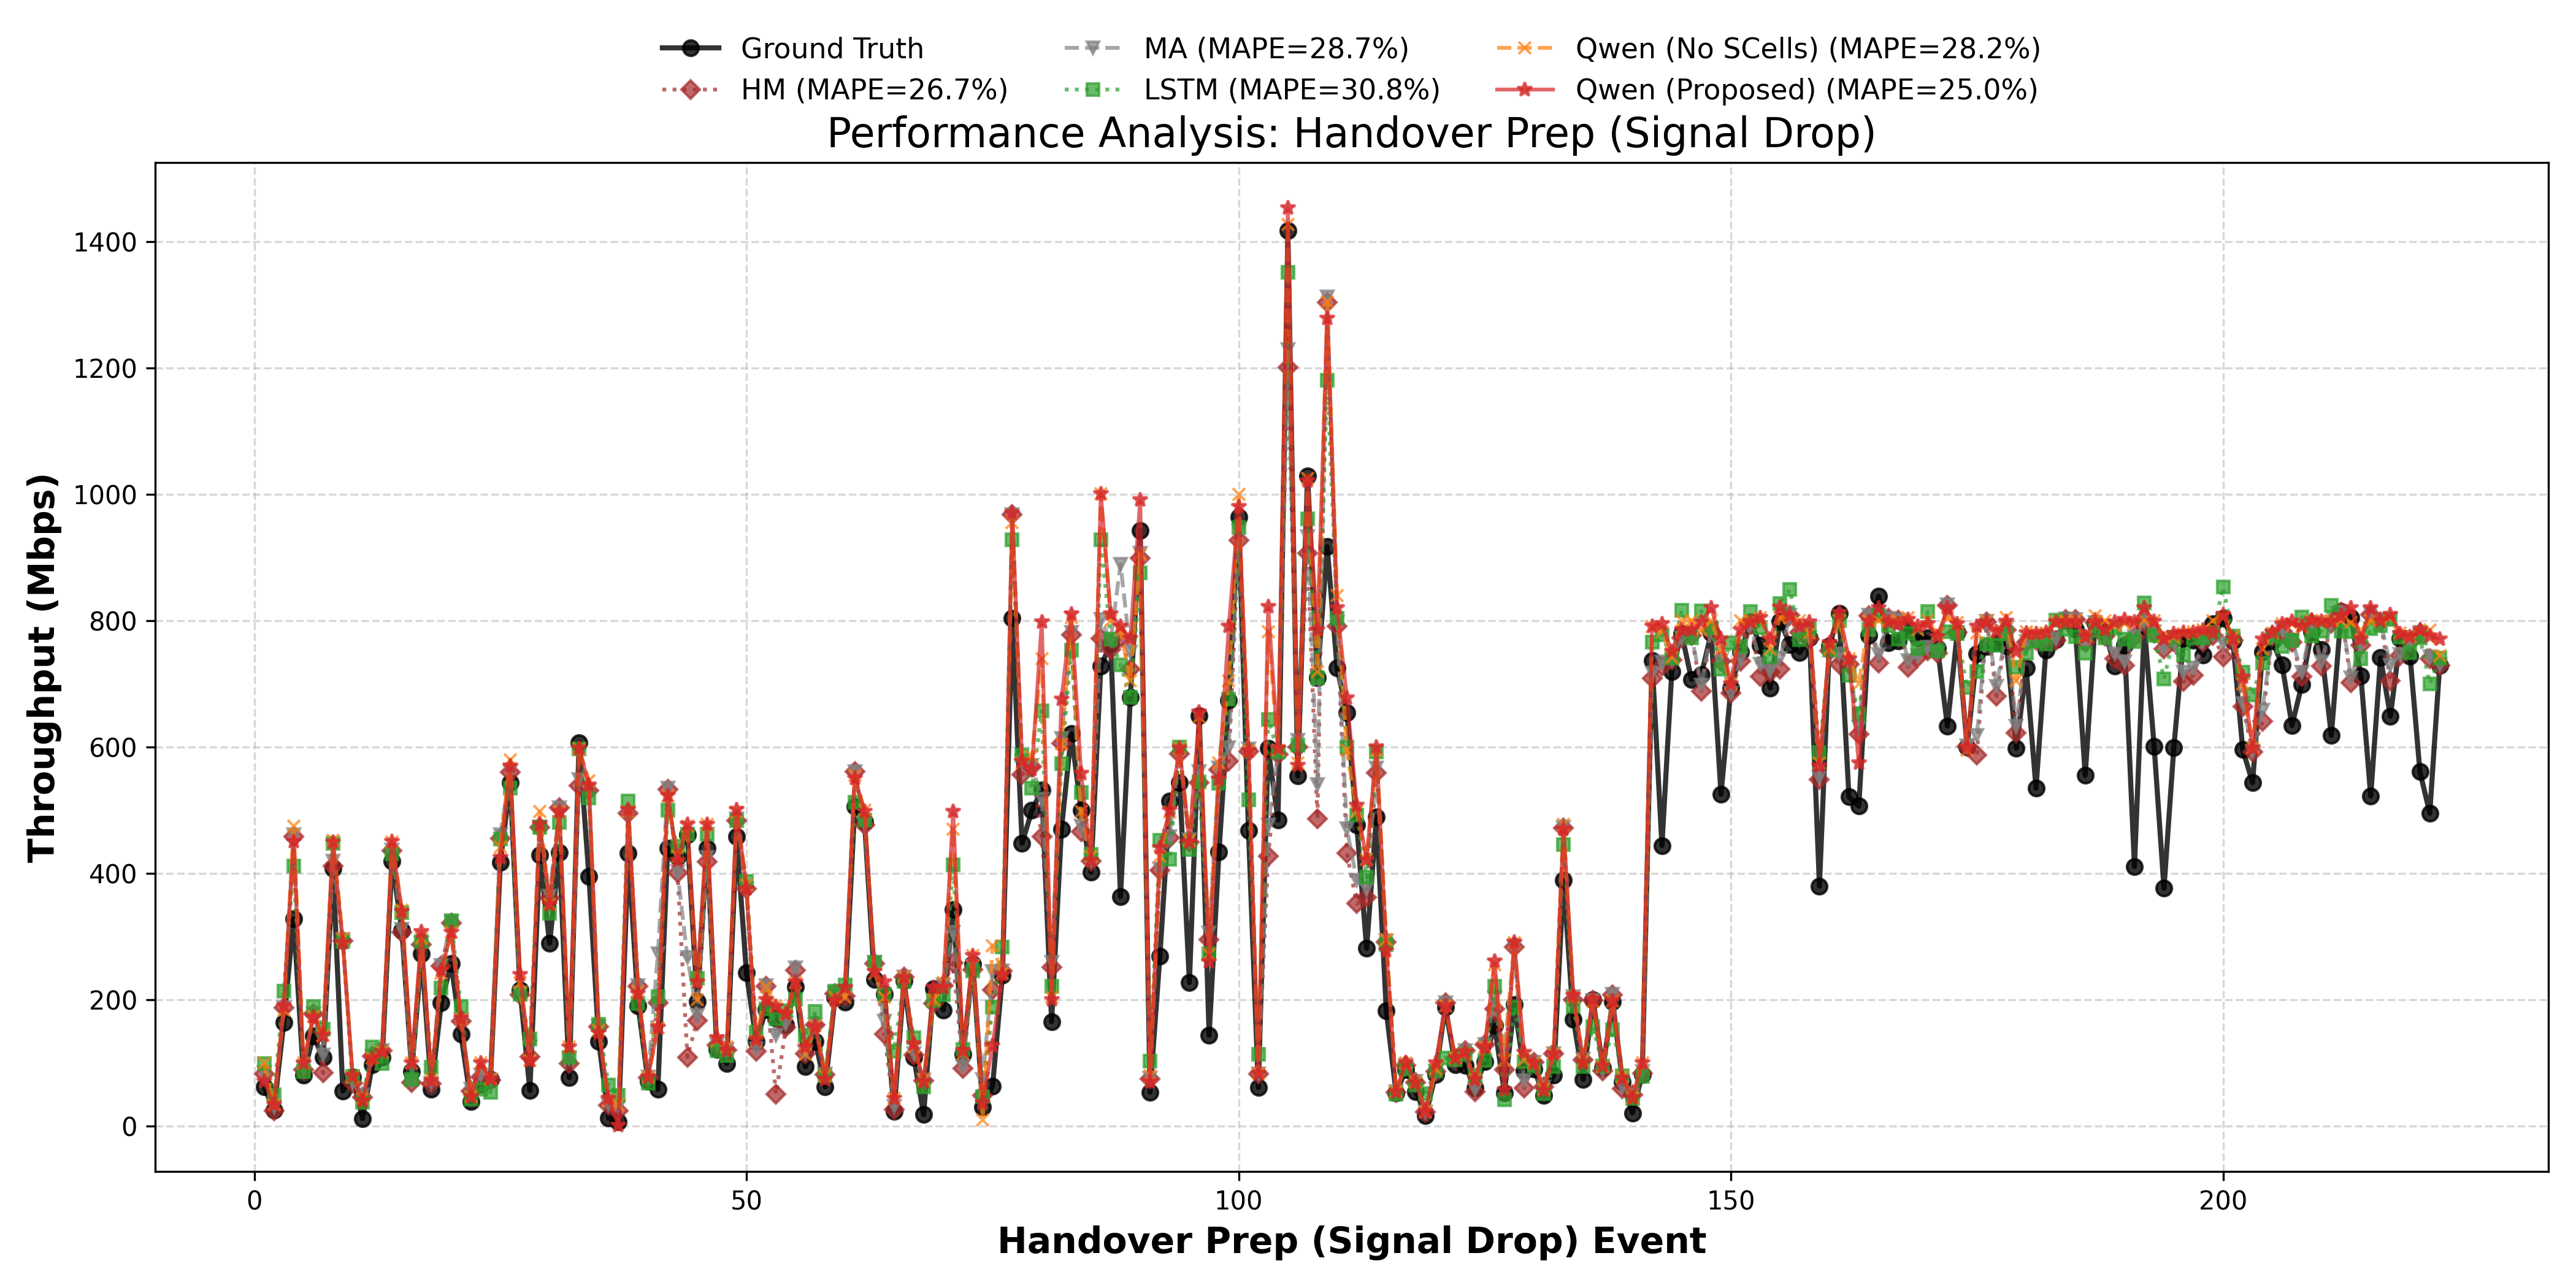 Ground Truth
HM (MAPE=26.7%)
MA (MAPE=28.7%)
LSTM (MAPE=30.8%)
Qwen (No SCells) (MAPE=28.2%)
Qwen (Proposed) (MAPE=25.0%)
Performance Analysis: Handover Prep (Signal Drop)
Throughput (Mbps)
1400
1200
1000
800
600
400
200
0
0
50
100
150
200
Handover Prep (Signal Drop) Event